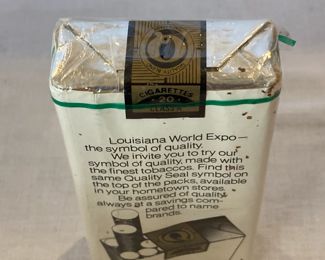 CIGARETTES
20
CLASS A
Louisiana World Expo—
the symbol of quality.
We invite you to try our
symbol of quality, made with
the finest tobaccos. Find this
same Quality Seal symbol on
the top of the packs, available
in your hometown stores.
Be assured of quality
always at a savings com-
pared to name
brands.